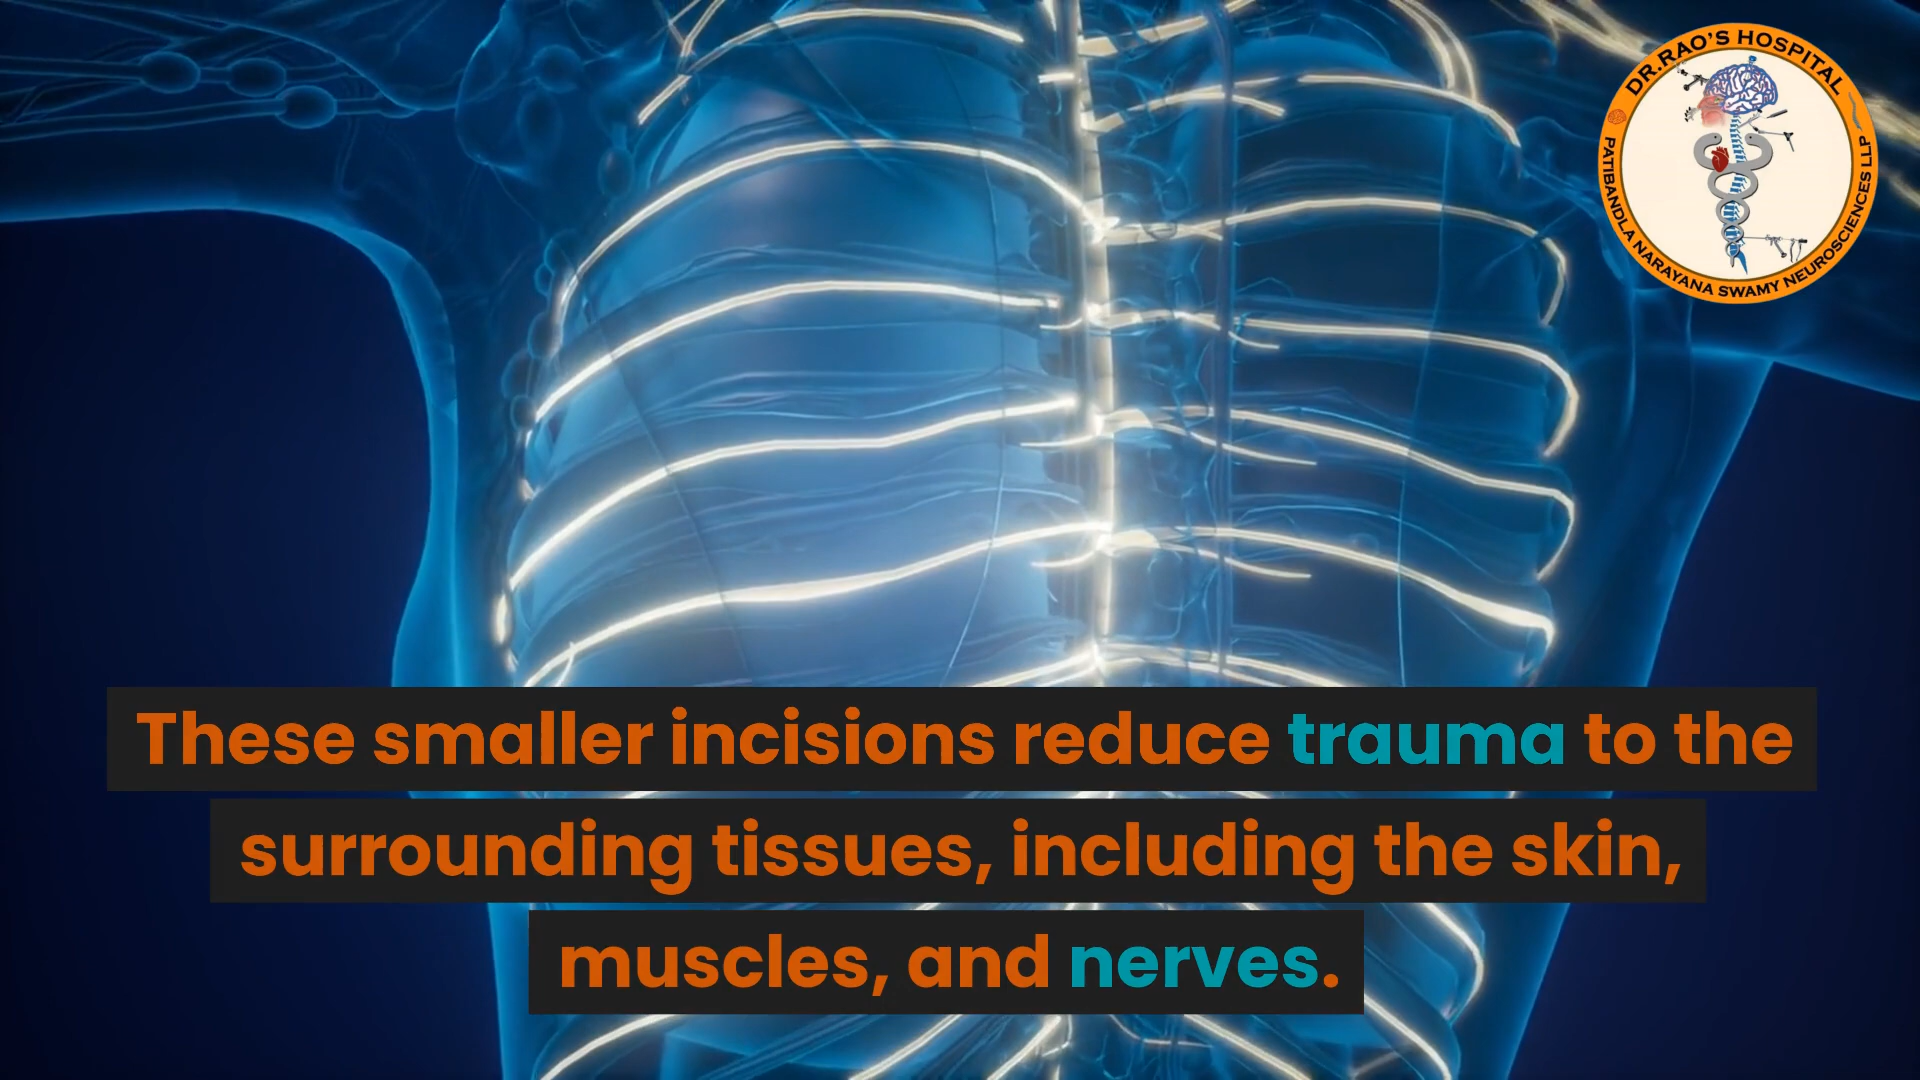 DR.RAO'S HOSPITAL
PATIBANDLA NARAYANA SWAMY NEUROSCIENCES LLP
These smaller incisions reduce trauma to the
surrounding tissues, including the skin,
muscles, and nerves.